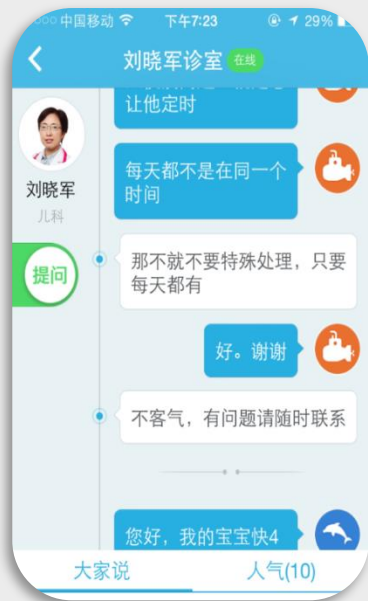 中国移动 下午7:23 29%
刘晓军诊室 在线
让他定时
刘晓军
儿科
每天都不是在同一个
时间
提问
那不就不要特殊处理，只要
每天都有
好。谢谢
不客气，有问题请随时联系
您好，我的宝宝快4
大家说 人气(10)